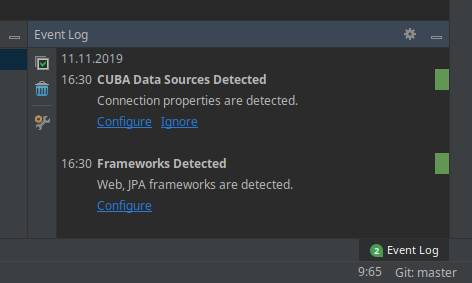 Event Log
11.11.2019
16:30 CUBA Data Sources Detected
Connection properties are detected.
Configure Ignore
16:30 Frameworks Detected
Web, JPA frameworks are detected.
Configure
2 Event Log
9:65 Git: master